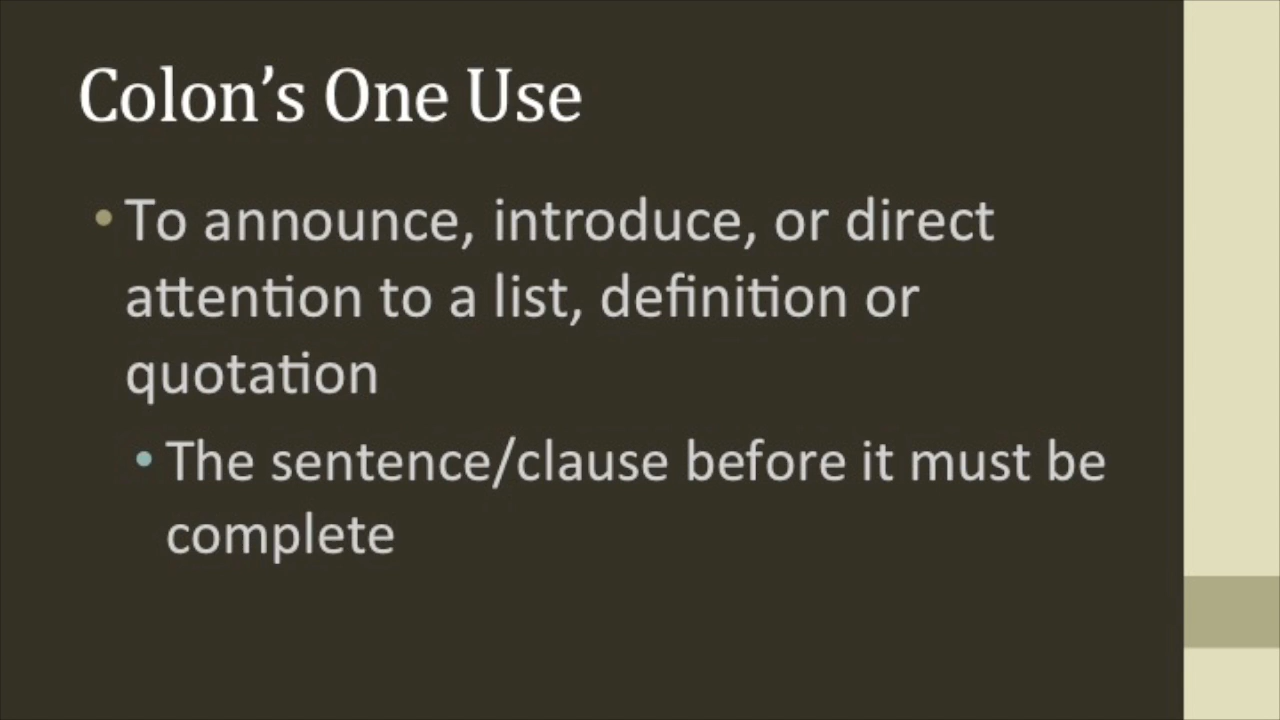 Colon’s One Use
• To announce, introduce, or direct
attention to a list, definition or
quotation
• The sentence/clause before it must be
complete